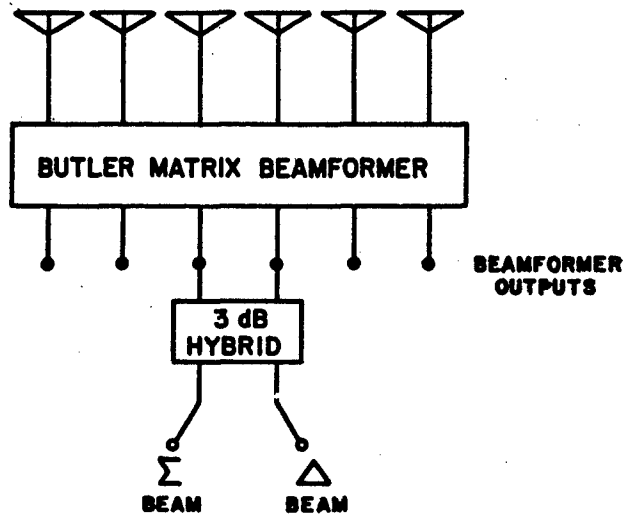 BUTLER MATRIX BEAMFORMER
BEAMFORMER
OUTPUTS
3 dB
HYBRID
Σ Δ
BEAM BEAM